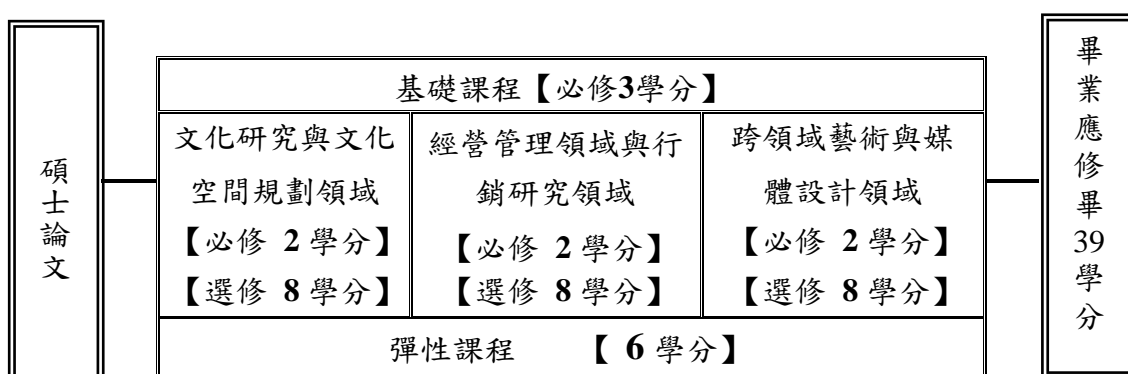 碩士論文
基礎課程【必修3學分】
文化研究與文化
空間規劃領域
【必修 2 學分】
【選修 8 學分】
經營管理領域與行
銷研究領域
【必修 2 學分】
【選修 8 學分】
跨領域藝術與媒
體設計領域
【必修 2 學分】
【選修 8 學分】
彈性課程 【 6 學分】
畢業應修畢39學分